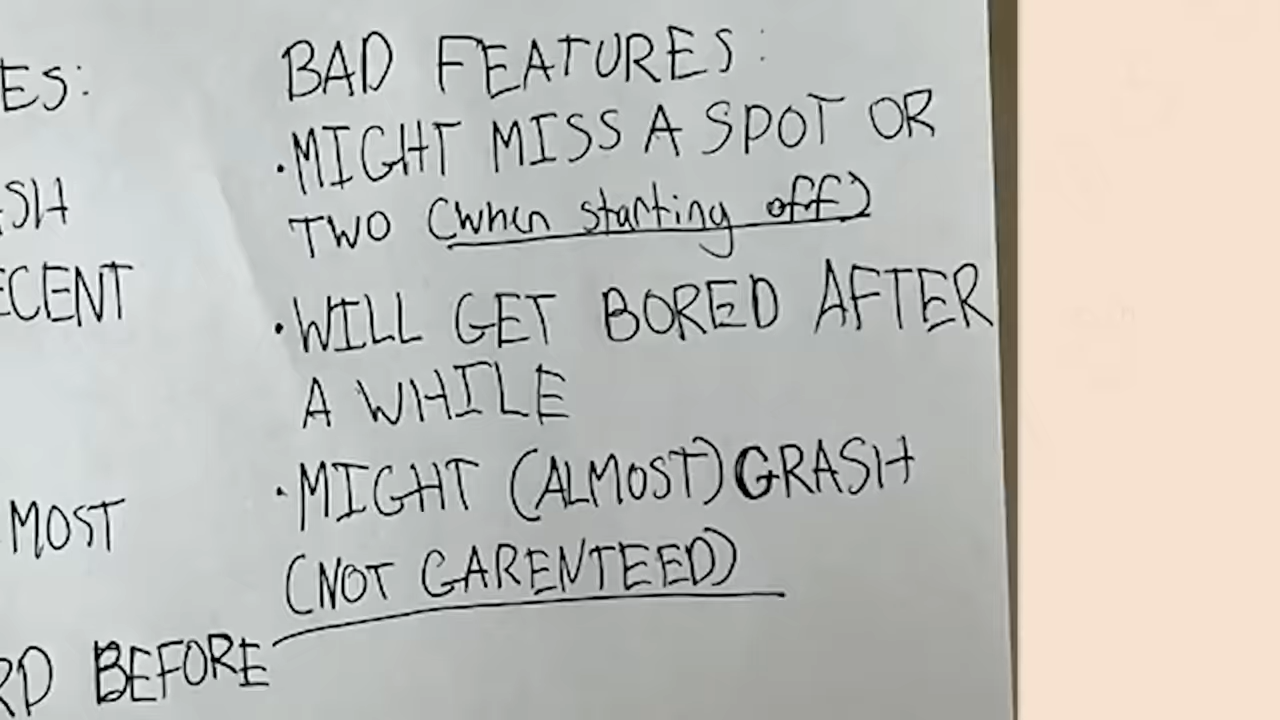 ES:
SH
ECENT
MOST
RD BEFORE
BAD FEATURES:
·MIGHT MISS A SPOT OR
TWO (when starting off)
·WILL GET BORED AFTER
A WHILE
·MIGHT (ALMOST) GRASH
(NOT GARENTEED)